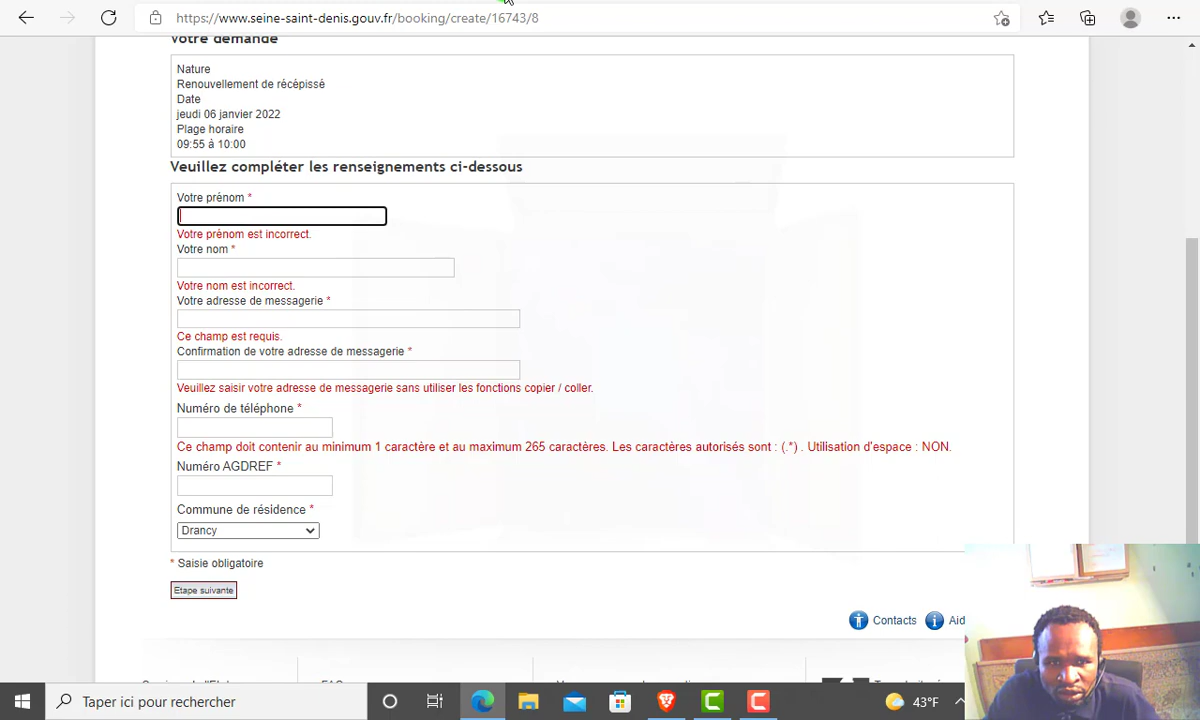 https://www.seine-saint-denis.gouv.fr/booking/create/16743/8
Votre demande
Nature
Renouvellement de récépissé
Date
jeudi 06 janvier 2022
Plage horaire
09:55 à 10:00
Veuillez compléter les renseignements ci-dessous
Votre prénom *
Votre prénom est incorrect.
Votre nom *
Votre nom est incorrect.
Votre adresse de messagerie *
Ce champ est requis.
Confirmation de votre adresse de messagerie *
Veuillez saisir votre adresse de messagerie sans utiliser les fonctions copier / coller.
Numéro de téléphone *
Ce champ doit contenir au minimum 1 caractère et au maximum 265 caractères. Les caractères autorisés sont : (.*) . Utilisation d'espace : NON.
Numéro AGDREF *
Commune de résidence *
Drancy
* Saisie obligatoire
Etape suivante
Contacts
Aid
Taper ici pour rechercher
43°F